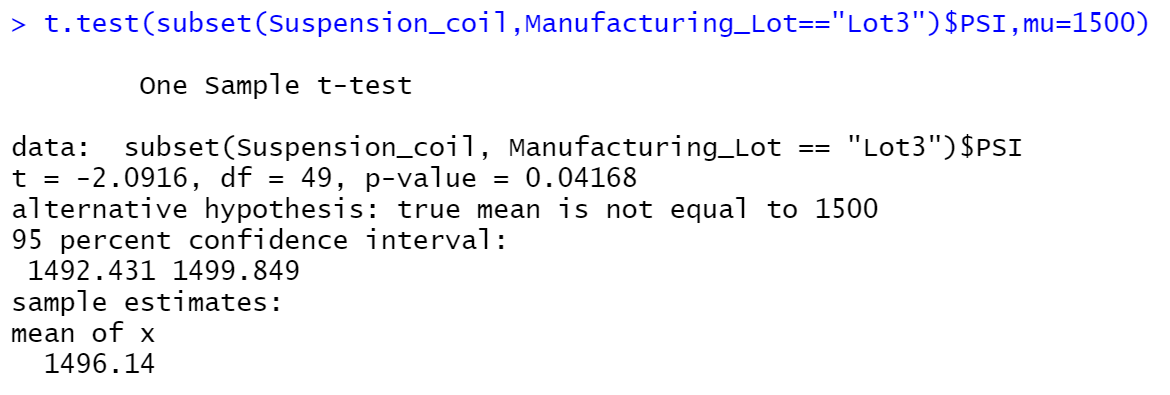 > t.test(subset(Suspension_coil,Manufacturing_Lot=="Lot3")$PSI,mu=1500)
One Sample t-test
data:  subset(Suspension_coil, Manufacturing_Lot == "Lot3")$PSI
t = -2.0916, df = 49, p-value = 0.04168
alternative hypothesis: true mean is not equal to 1500
95 percent confidence interval:
1492.431 1499.849
sample estimates:
mean of x
1496.14